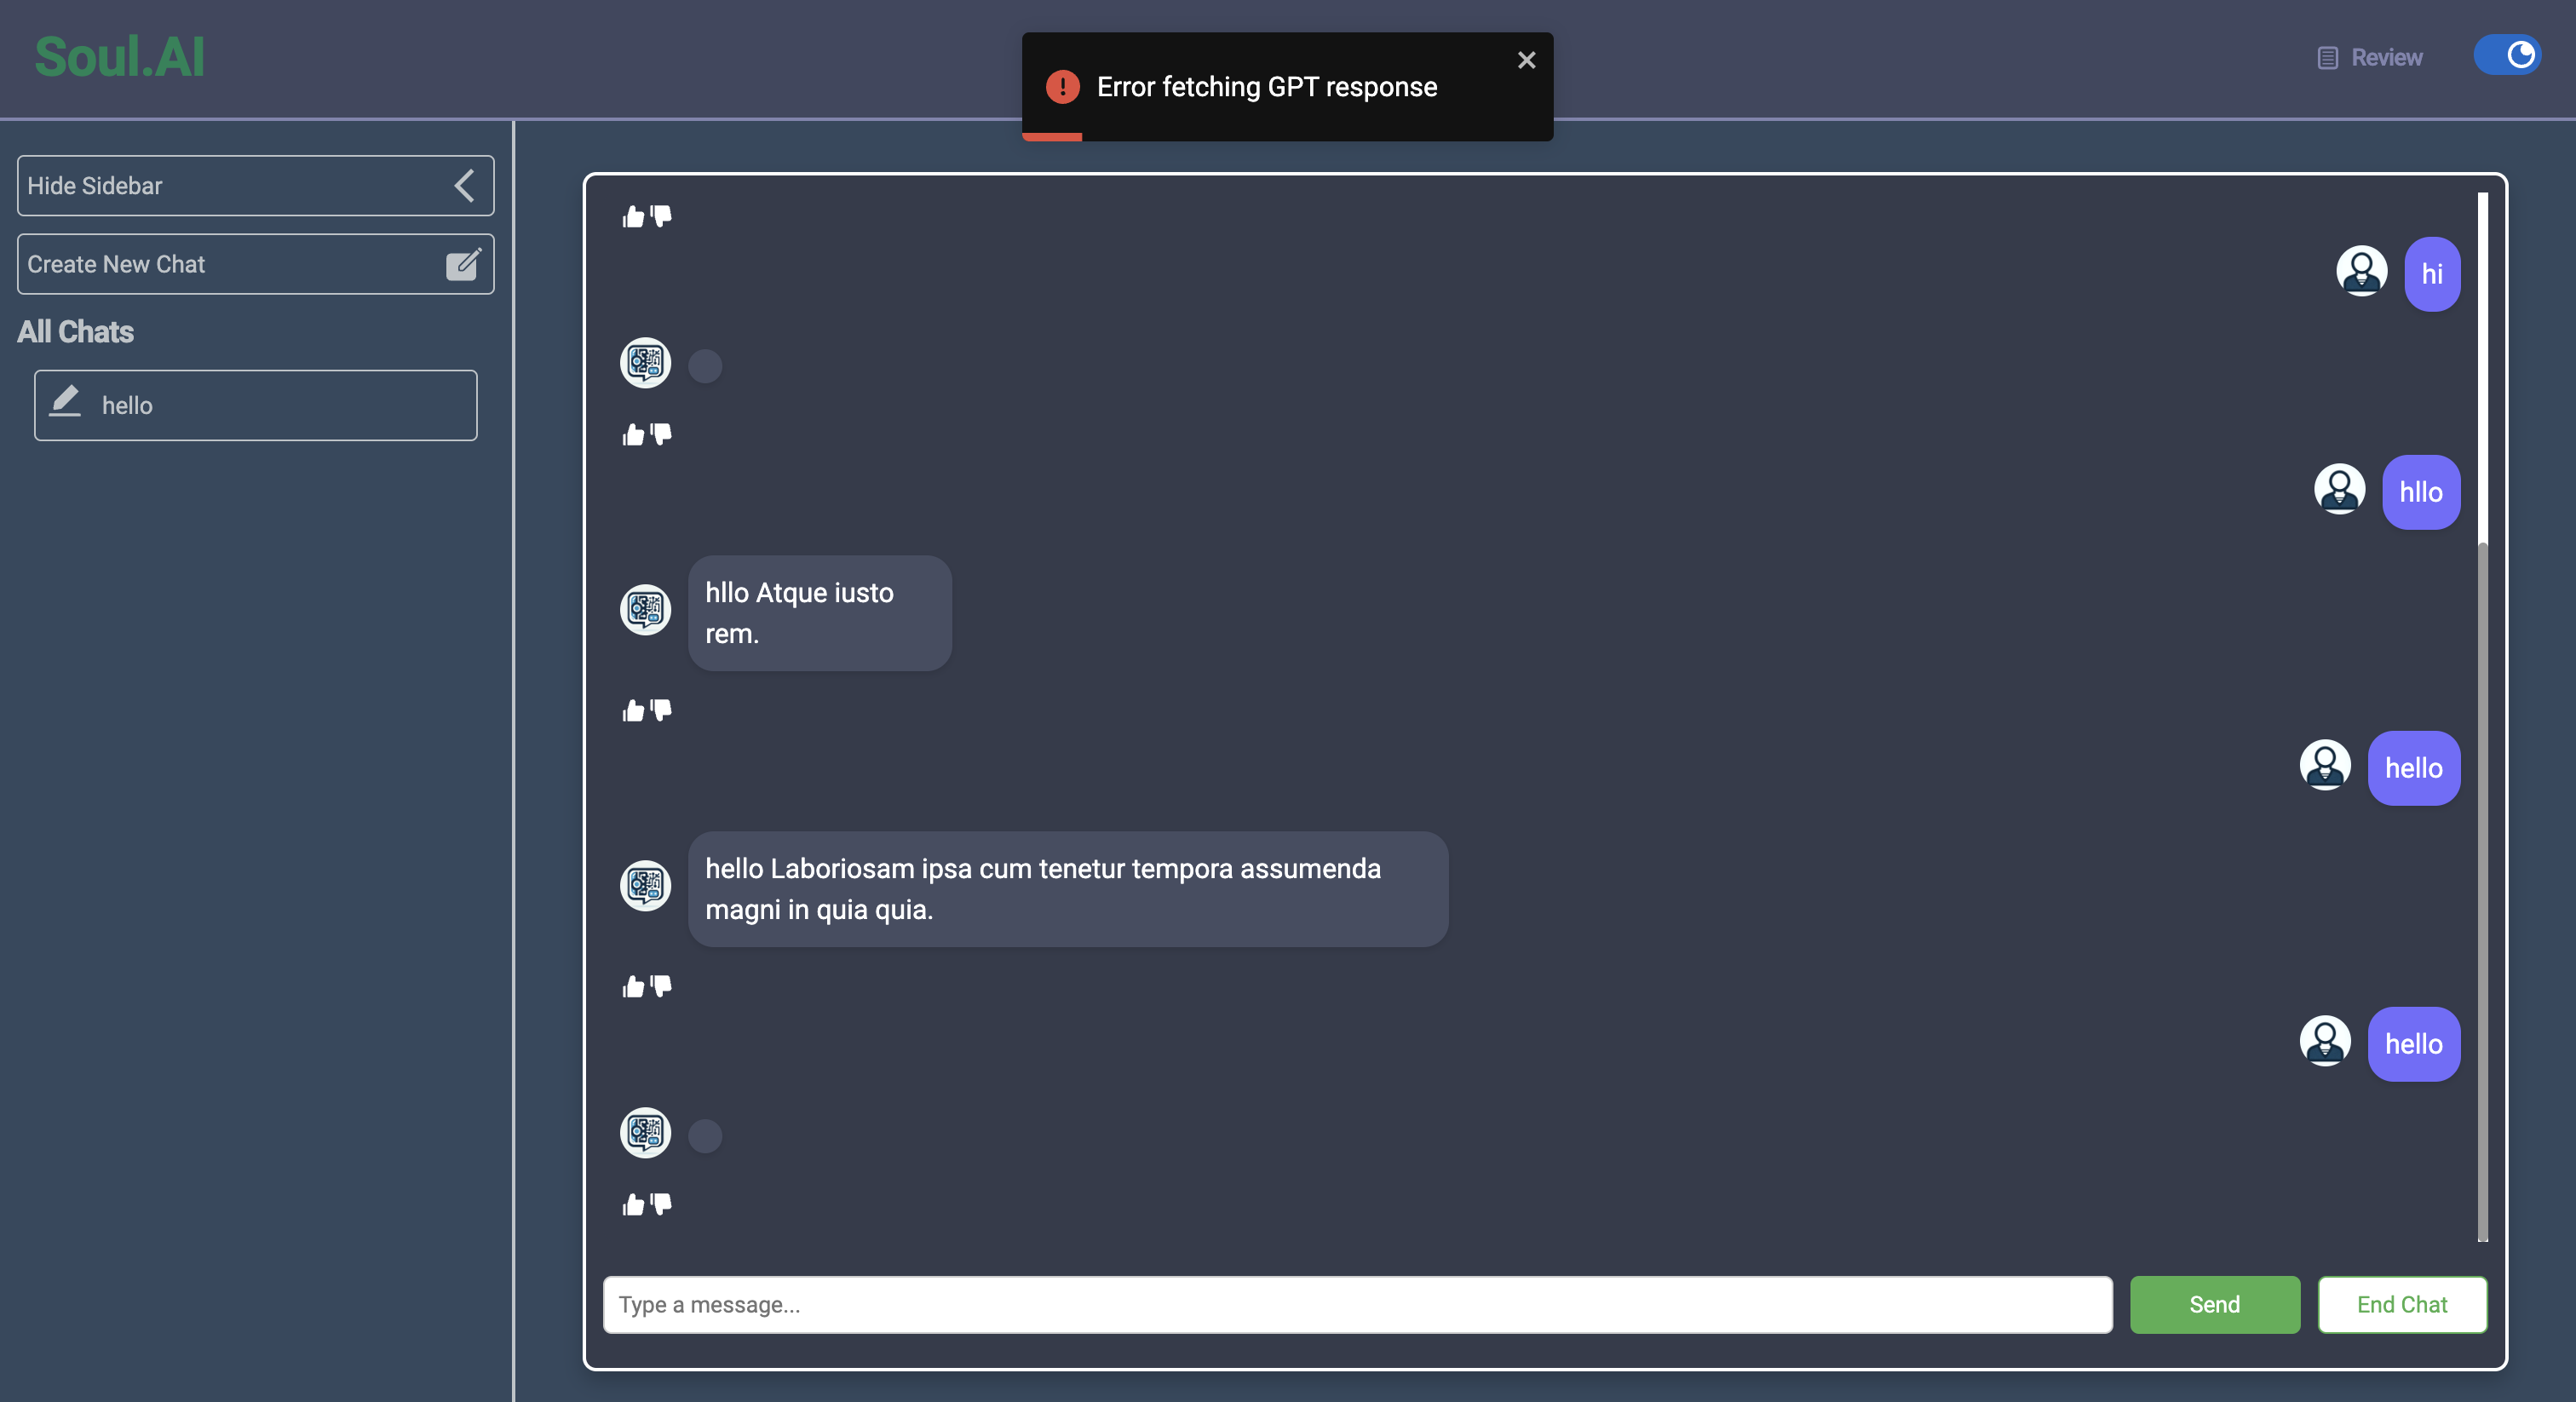 Soul.AI
Error fetching GPT response
Review
Hide Sidebar
Create New Chat
All Chats
hello
hi
hllo
hllo Atque iusto
rem.
hello
hello Laboriosam ipsa cum tenetur tempora assumenda
magni in quia quia.
hello
Type a message...
Send
End Chat